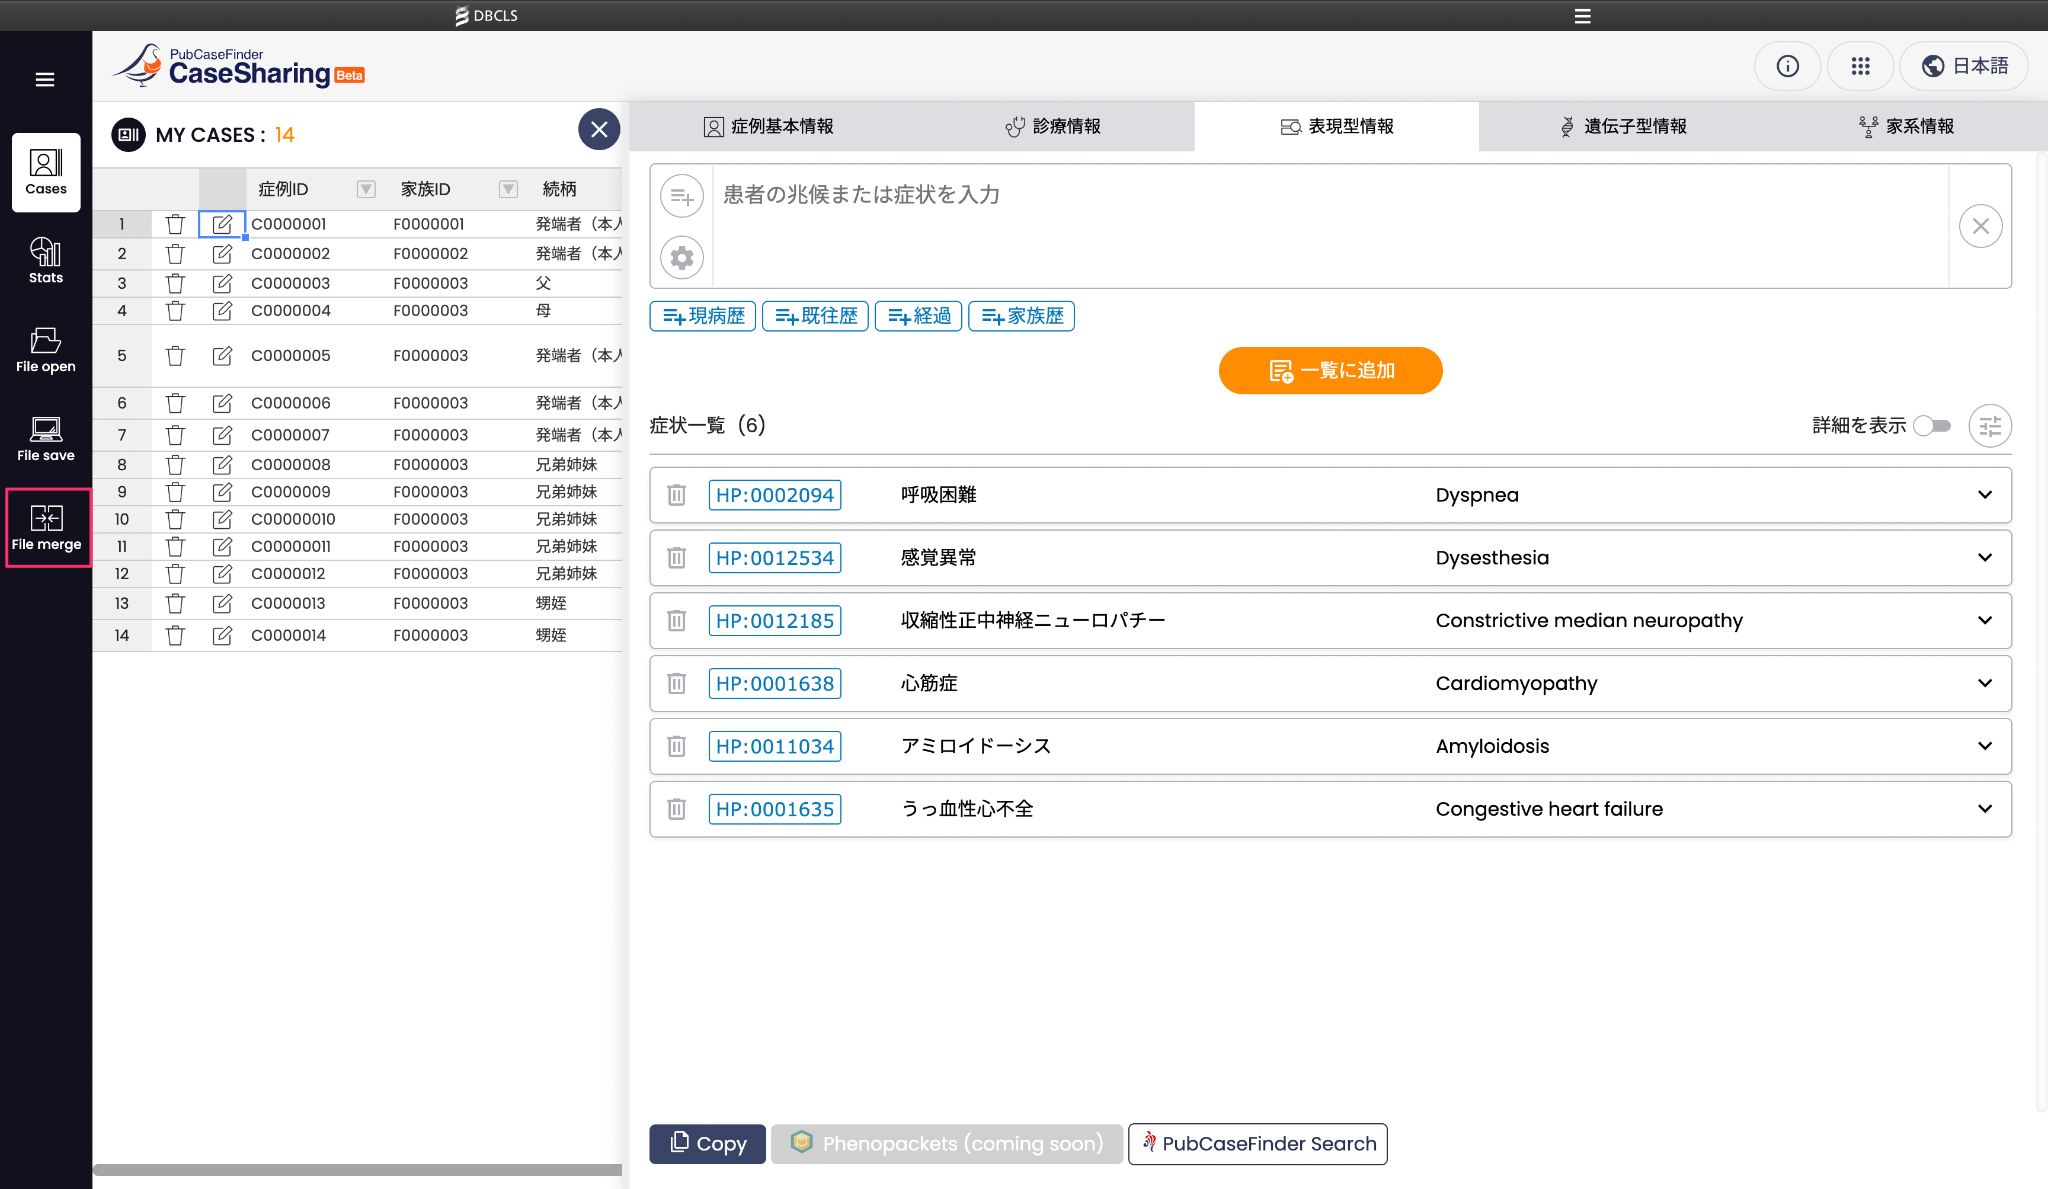 DBCLS
PubCaseFinder
CaseSharing Beta
日本語
Cases
Stats
File open
File save
File merge
MY CASES : 14
症例ID 家族ID 続柄
1 C0000001 F0000001 発端者（本人
2 C0000002 F0000002 発端者（本人
3 C0000003 F0000003 父
4 C0000004 F0000003 母
5 C0000005 F0000003 発端者（本人
6 C0000006 F0000003 発端者（本人
7 C0000007 F0000003 発端者（本人
8 C0000008 F0000003 兄弟姉妹
9 C0000009 F0000003 兄弟姉妹
10 C00000010 F0000003 兄弟姉妹
11 C00000011 F0000003 兄弟姉妹
12 C0000012 F0000003 兄弟姉妹
13 C0000013 F0000003 甥姪
14 C0000014 F0000003 甥姪
症例基本情報 診療情報 表現型情報 遺伝子型情報 家系情報
患者の兆候または症状を入力
現病歴 既往歴 経過 家族歴
一覧に追加
症状一覧 (6) 詳細を表示
HP:0002094 呼吸困難 Dyspnea
HP:0012534 感覚異常 Dysesthesia
HP:0012185 収縮性正中神経ニューロパチー Constrictive median neuropathy
HP:0001638 心筋症 Cardiomyopathy
HP:0011034 アミロイドーシス Amyloidosis
HP:0001635 うっ血性心不全 Congestive heart failure
Copy Phenopackets (coming soon) PubCaseFinder Search